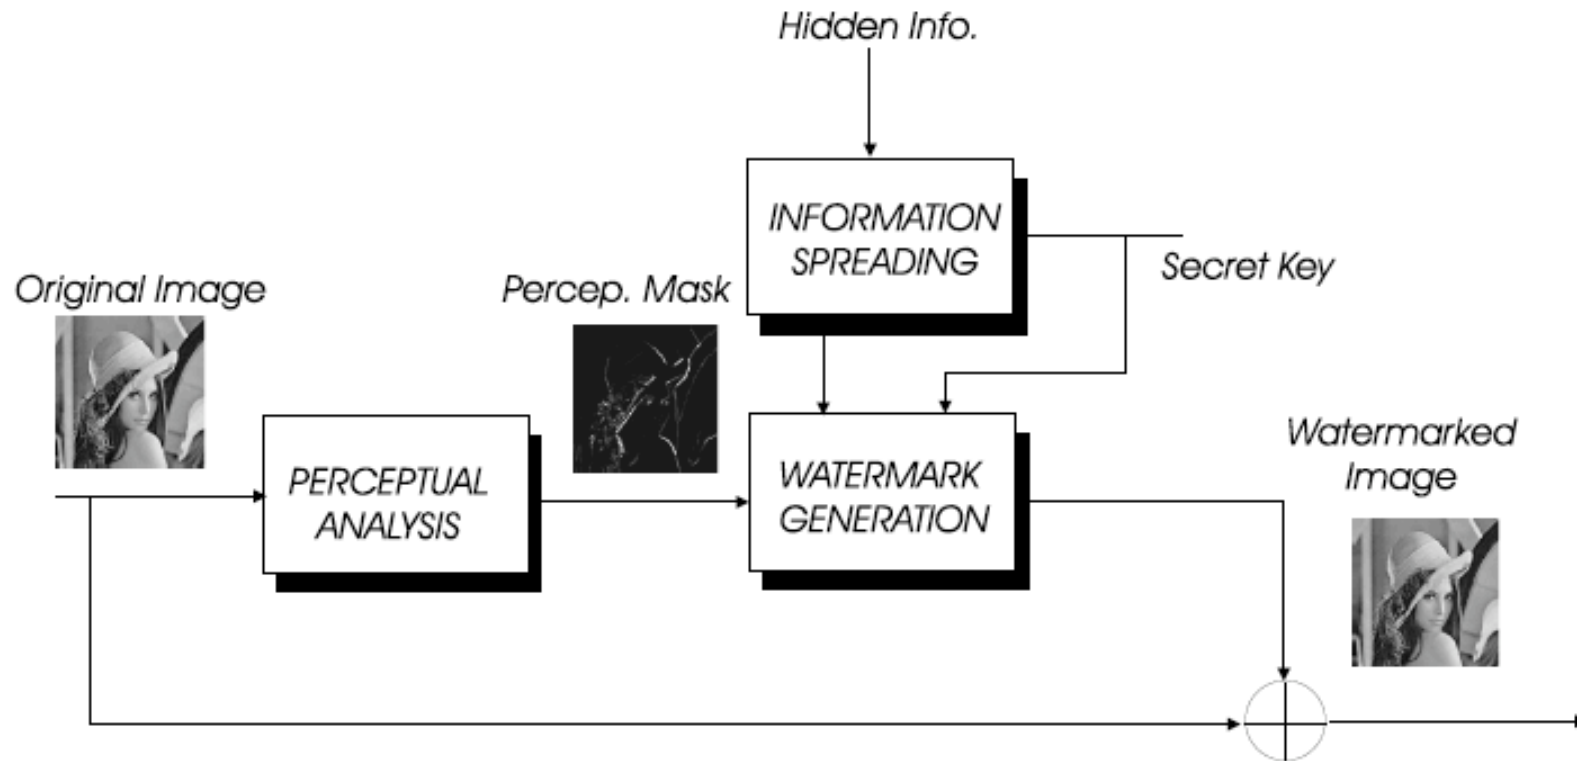 Hidden Info.
INFORMATION
SPREADING
Secret Key
Original Image
Percep. Mask
PERCEPTUAL
ANALYSIS
WATERMARK
GENERATION
Watermarked
Image